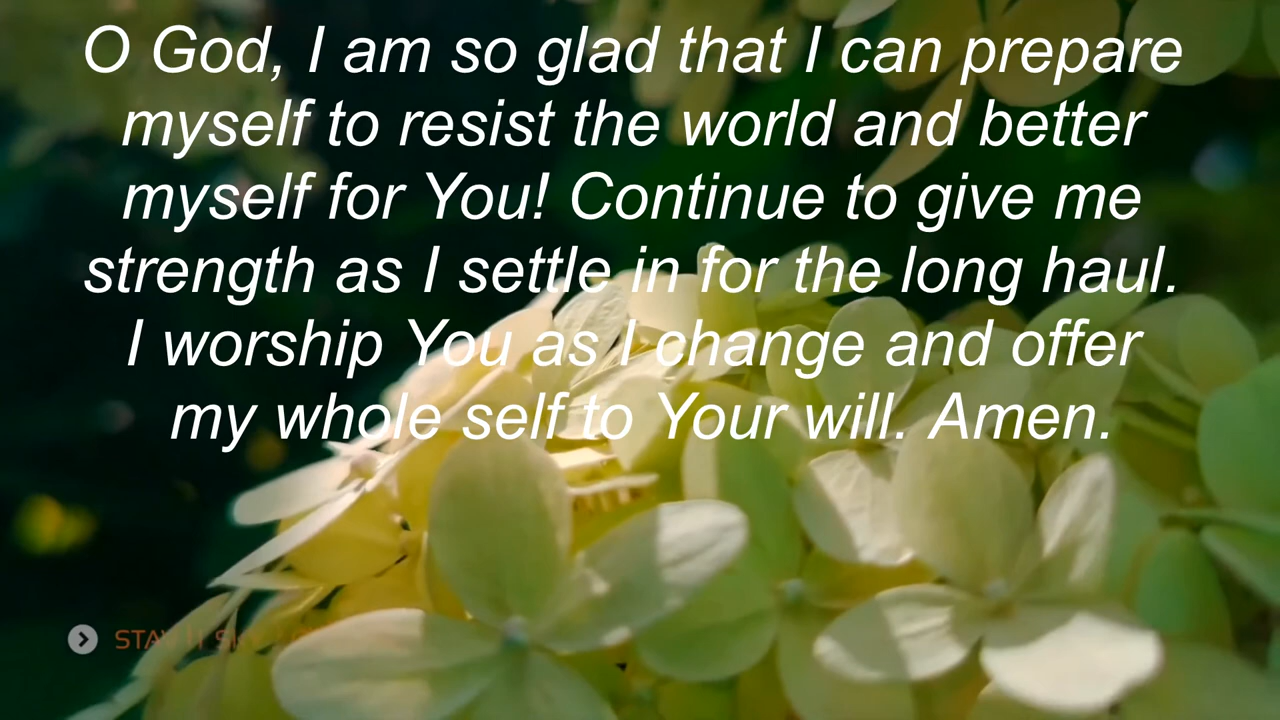 O God, I am so glad that I can prepare
myself to resist the world and better
myself for You! Continue to give me
strength as I settle in for the long haul.
I worship You as I change and offer
my whole self to Your will. Amen.